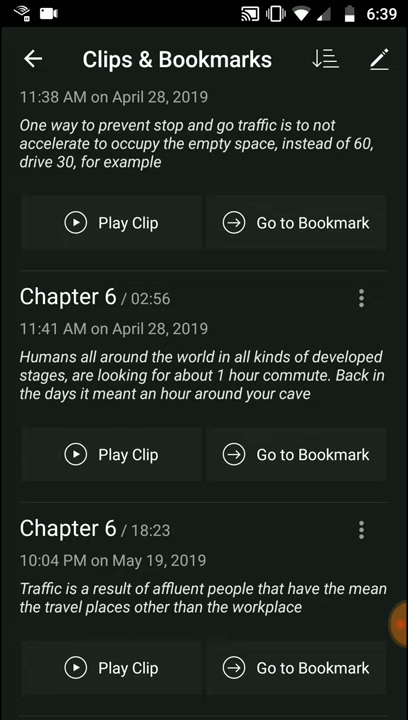 6:39
Clips & Bookmarks
11:38 AM on April 28, 2019
One way to prevent stop and go traffic is to not
accelerate to occupy the empty space, instead of 60,
drive 30, for example
Play Clip
Go to Bookmark
Chapter 6 / 02:56
11:41 AM on April 28, 2019
Humans all around the world in all kinds of developed
stages, are looking for about 1 hour commute. Back in
the days it meant an hour around your cave
Play Clip
Go to Bookmark
Chapter 6 / 18:23
10:04 PM on May 19, 2019
Traffic is a result of affluent people that have the mean
the travel places other than the workplace
Play Clip
Go to Bookmark